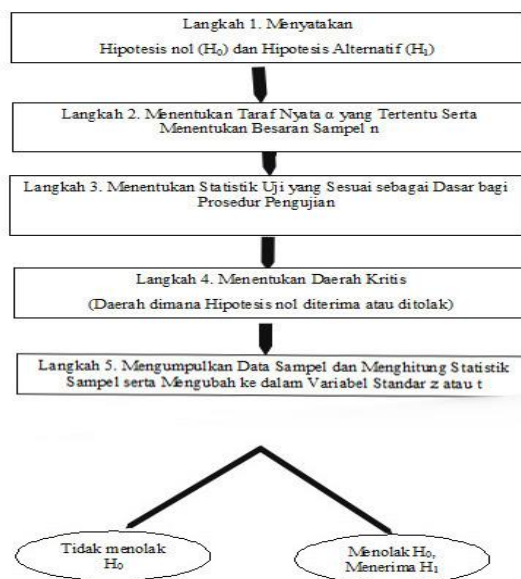 Langkah 1. Menyatakan
Hipotesis nol (H₀) dan Hipotesis Alternatif (H₁)
Langkah 2. Menentukan Taraf Nyata α yang Tertentu Serta
Menentukan Besaran Sampel n
Langkah 3. Menentukan Statistik Uji yang Sesuai sebagai Dasar bagi
Prosedur Pengujian
Langkah 4. Menentukan Daerah Kritis
(Daerah dimana Hipotesis nol diterima atau ditolak)
Langkah 5. Mengumpulkan Data Sampel dan Menghitung Statistik
Sampel serta Mengubah ke dalam Variabel Standar z atau t
Tidak menolak
H₀
Menolak H₀,
Menerima H₁